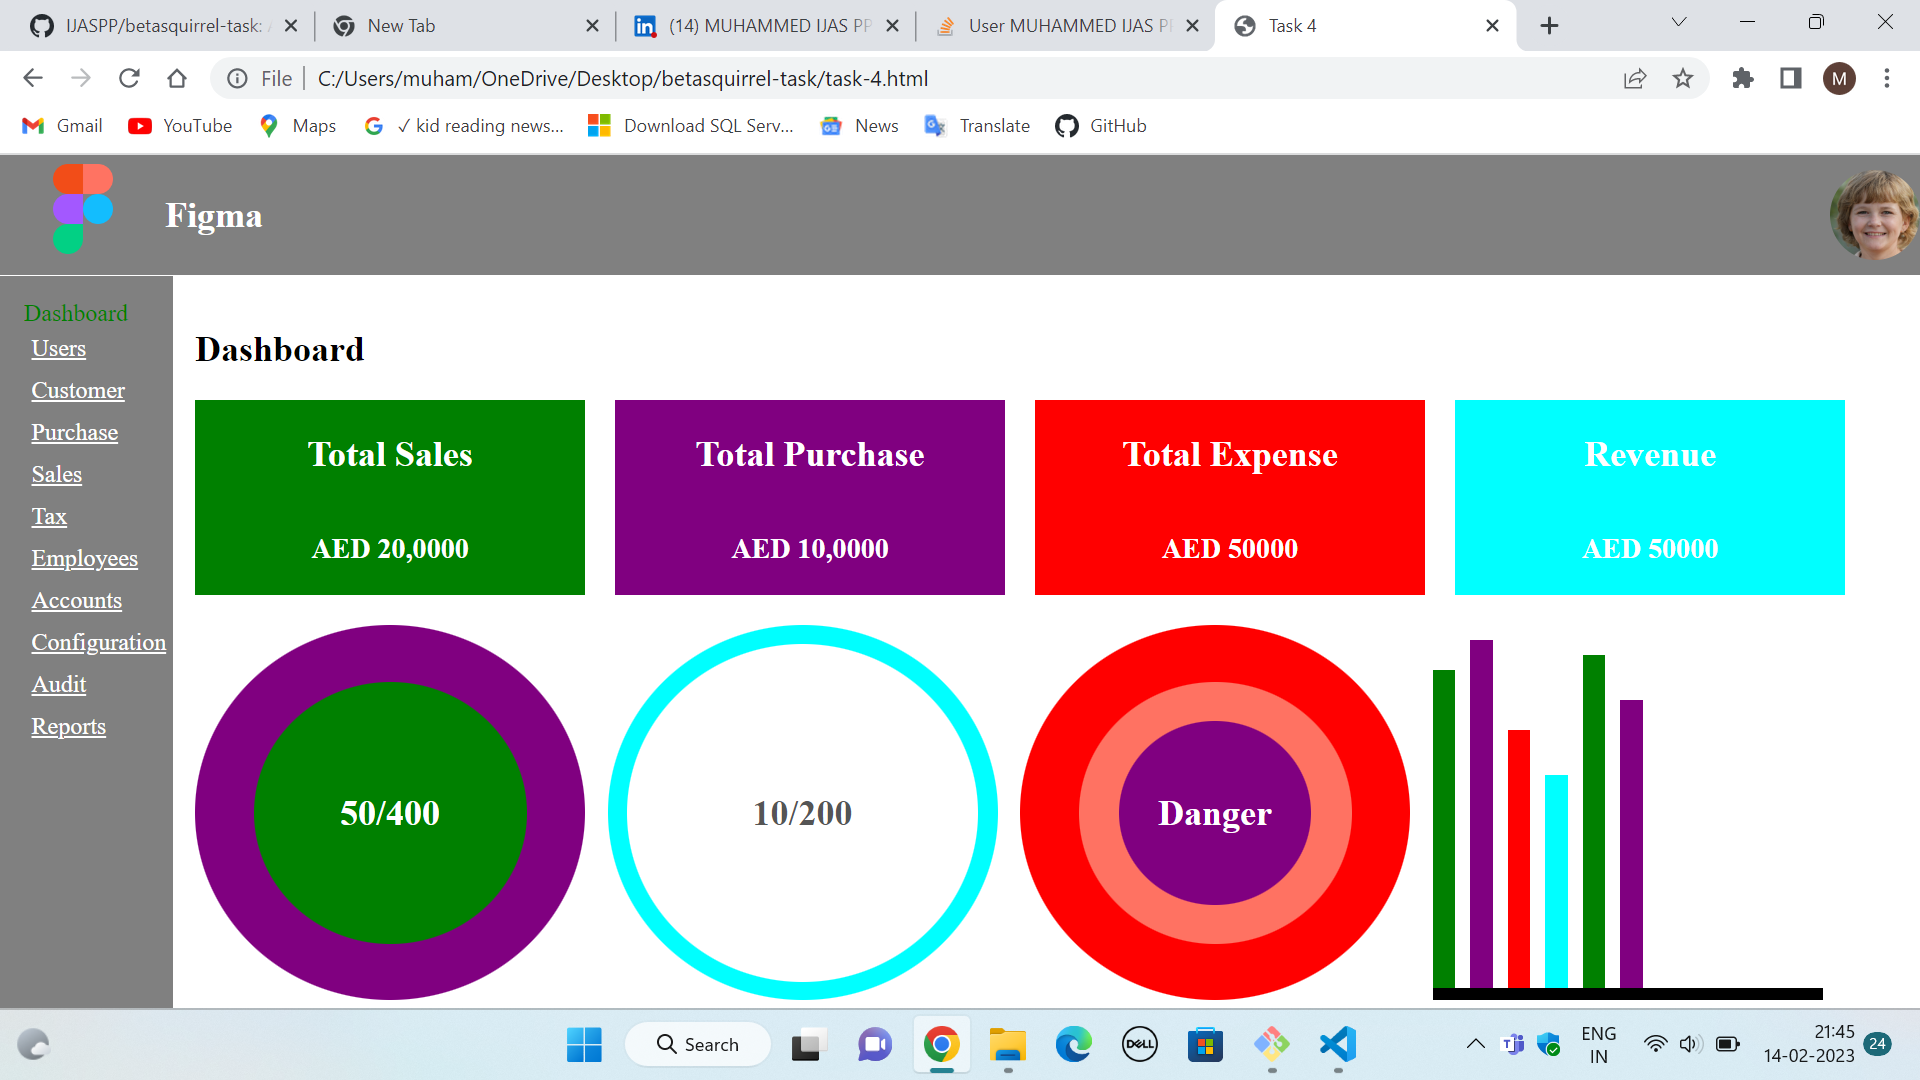 IJASPP/betasquirrel-task:
New Tab
(14) MUHAMMED IJAS PP
User MUHAMMED IJAS P
Task 4
File
C:/Users/muham/OneDrive/Desktop/betasquirrel-task/task-4.html
M
Gmail
YouTube
Maps
✓ kid reading news...
Download SQL Serv...
News
Translate
GitHub
Figma
Dashboard
Users
Customer
Purchase
Sales
Tax
Employees
Accounts
Configuration
Audit
Reports
Dashboard
Total Sales
AED 20,0000
Total Purchase
AED 10,0000
Total Expense
AED 50000
Revenue
AED 50000
50/400
10/200
Danger
Search
DELL
ENG
IN
21:45
14-02-2023
24